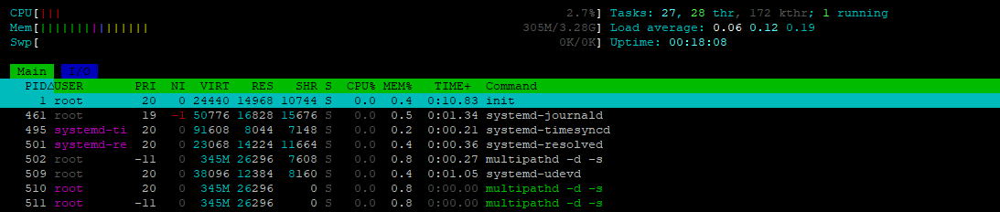 CPU[||| 2.7%] Tasks: 27, 28 thr, 172 kthr; 1 running
Mem[||||||||||||||| 305M/3.28G] Load average: 0.06 0.12 0.19
Swp[ 0K/0K] Uptime: 00:18:08
Main I/O
PID△USER PRI NI VIRT RES SHR S CPU% MEM% TIME+ Command
1 root 20 0 24440 14968 10744 S 0.0 0.4 0:10.83 init
461 root 19 -1 50776 16828 15676 S 0.0 0.5 0:01.34 systemd-journald
495 systemd-ti 20 0 91608 8044 7148 S 0.0 0.2 0:00.21 systemd-timesyncd
501 systemd-re 20 0 23068 14224 11664 S 0.0 0.4 0:00.36 systemd-resolved
502 root -11 0 345M 26296 7608 S 0.0 0.8 0:00.27 multipathd -d -s
509 root 20 0 38096 12384 8160 S 0.0 0.4 0:01.05 systemd-udevd
510 root 20 0 345M 26296 0 S 0.0 0.8 0:00.00 multipathd -d -s
511 root -11 0 345M 26296 0 S 0.0 0.8 0:00.00 multipathd -d -s